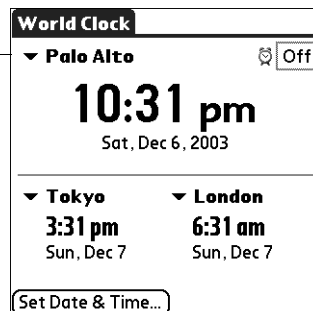 World Clock
Palo Alto Off
10:31 pm
Sat, Dec 6, 2003
Tokyo London
3:31 pm 6:31 am
Sun, Dec 7 Sun, Dec 7
Set Date & Time...